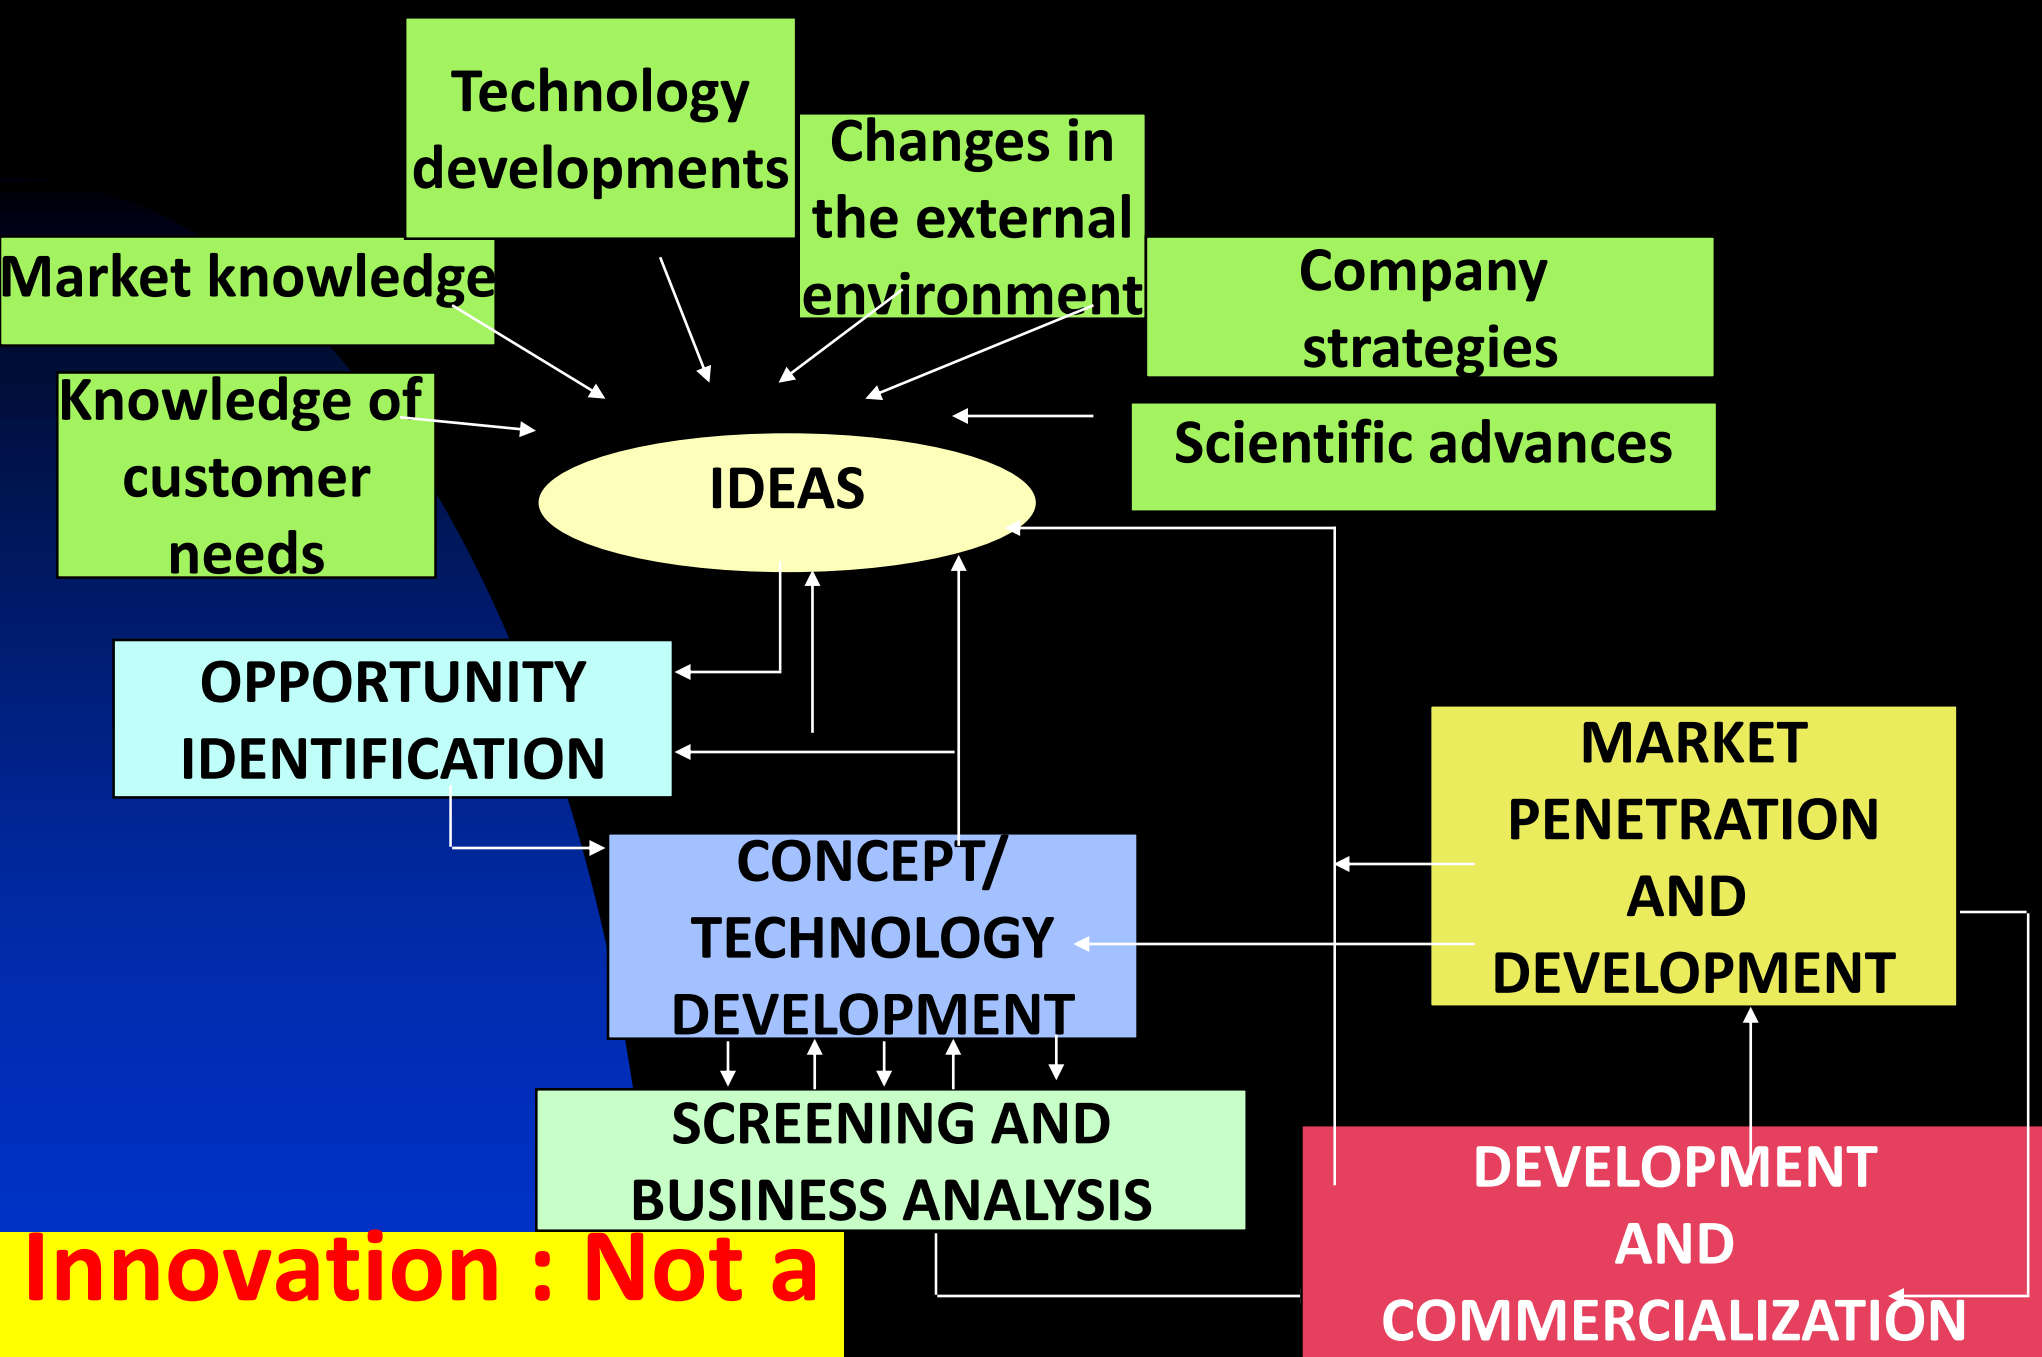 Technology
developments
Changes in
the external
environment
Market knowledge
Company
strategies
Knowledge of
customer
needs
Scientific advances
IDEAS
OPPORTUNITY
IDENTIFICATION
MARKET
PENETRATION
AND
DEVELOPMENT
CONCEPT/
TECHNOLOGY
DEVELOPMENT
SCREENING AND
BUSINESS ANALYSIS
DEVELOPMENT
AND
COMMERCIALIZATION
Innovation : Not a